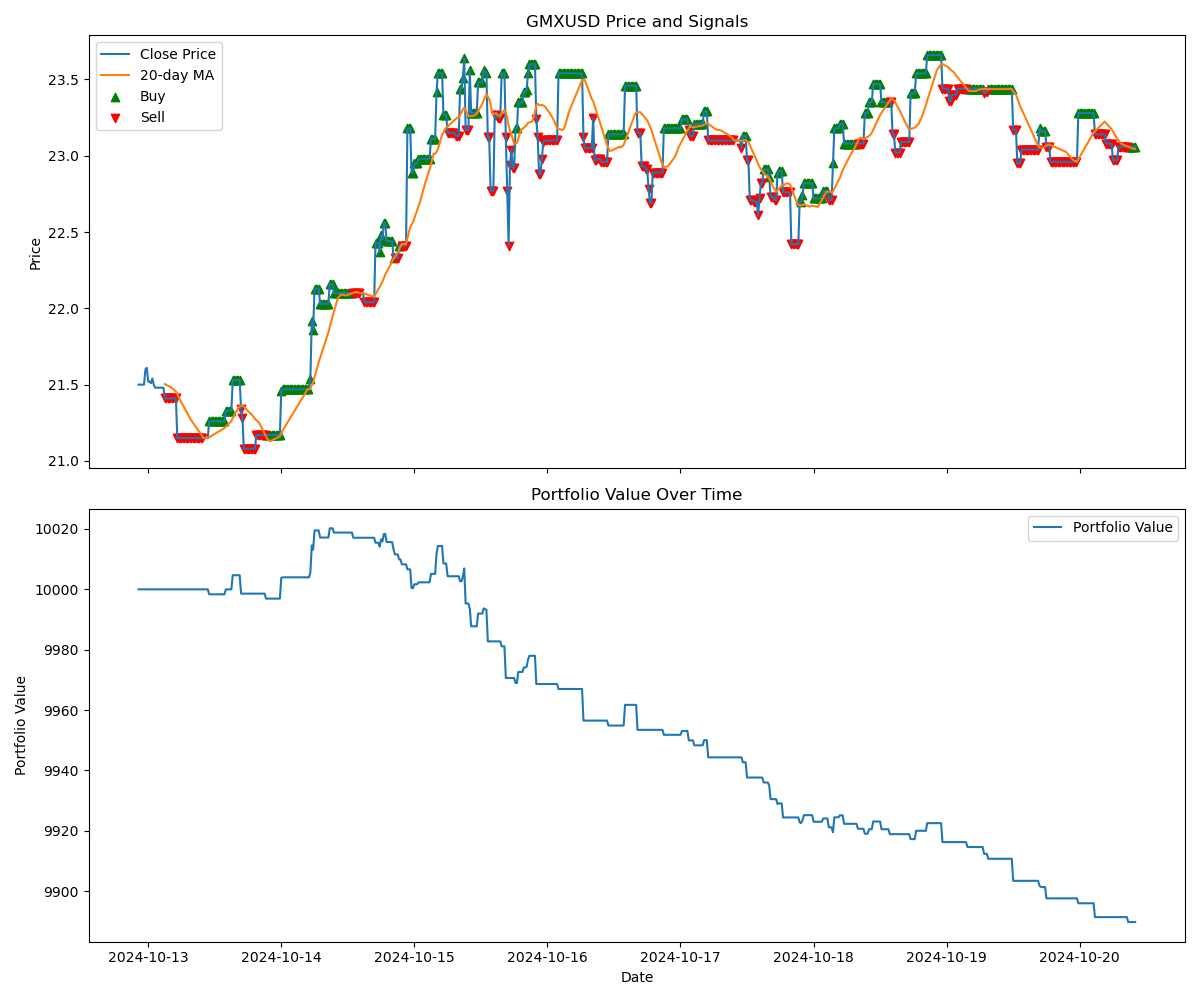 GMXUSD Price and Signals
Close Price
20-day MA
Buy
Sell
Price
23.5
23.0
22.5
22.0
21.5
21.0
Portfolio Value Over Time
Portfolio Value
Portfolio Value
10020
10000
9980
9960
9940
9920
9900
2024-10-13
2024-10-14
2024-10-15
2024-10-16
2024-10-17
2024-10-18
2024-10-19
2024-10-20
Date